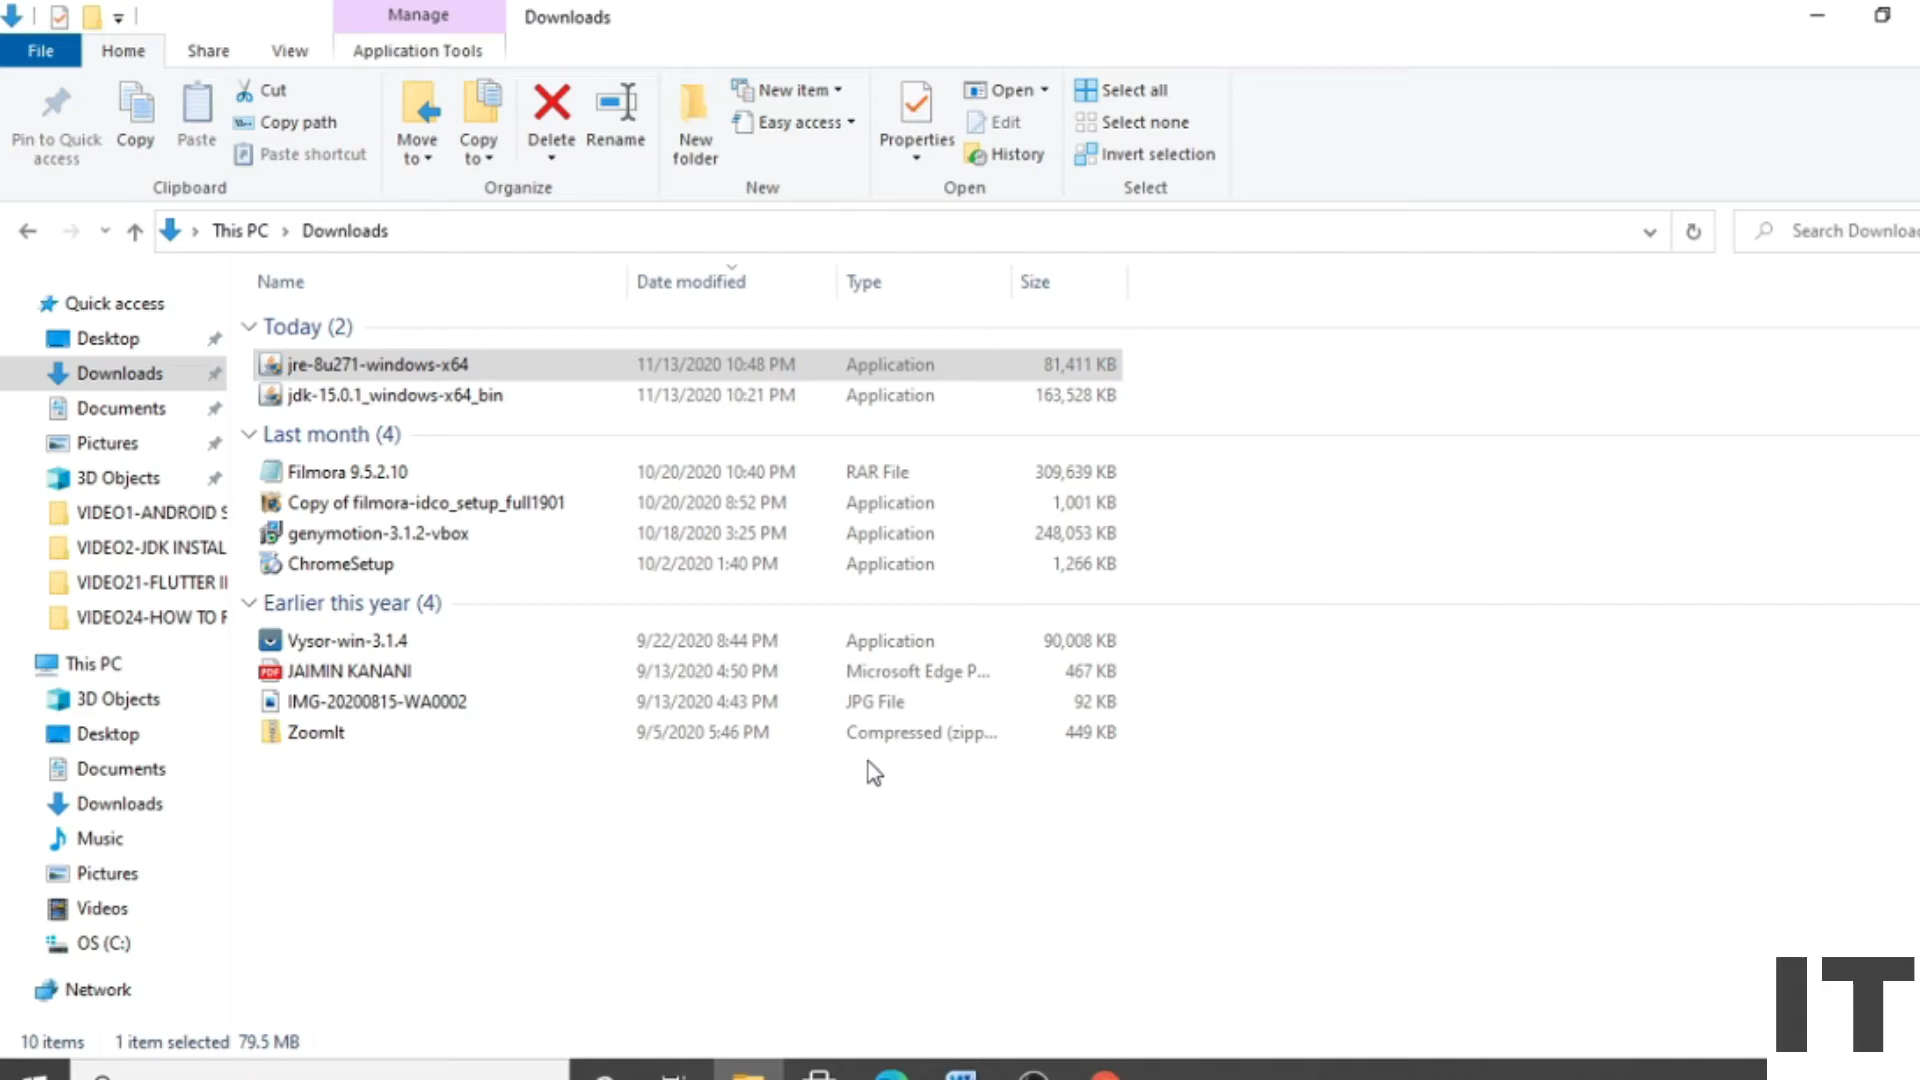 Manage
Downloads
File
Home
Share
View
Application Tools
Pin to Quick access
Copy
Paste
Cut
Copy path
Paste shortcut
Clipboard
Move to
Copy to
Delete
Rename
Organize
New folder
New item
Easy access
New
Properties
Open
Edit
History
Open
Select all
Select none
Invert selection
Select
This PC > Downloads
Search Downloa
Name Date modified Type Size
Today (2)
jre-8u271-windows-x64 11/13/2020 10:48 PM Application 81,411 KB
jdk-15.0.1_windows-x64_bin 11/13/2020 10:21 PM Application 163,528 KB
Last month (4)
Filmora 9.5.2.10 10/20/2020 10:40 PM RAR File 309,639 KB
Copy of filmora-idco_setup_full1901 10/20/2020 8:52 PM Application 1,001 KB
genymotion-3.1.2-vbox 10/18/2020 3:25 PM Application 248,053 KB
ChromeSetup 10/2/2020 1:40 PM Application 1,266 KB
Earlier this year (4)
Vysor-win-3.1.4 9/22/2020 8:44 PM Application 90,008 KB
JAIMIN KANANI 9/13/2020 4:50 PM Microsoft Edge P... 467 KB
IMG-20200815-WA0002 9/13/2020 4:43 PM JPG File 92 KB
ZoomIt 9/5/2020 5:46 PM Compressed (zipp... 449 KB
Quick access
Desktop
Downloads
Documents
Pictures
3D Objects
VIDEO1-ANDROID S
VIDEO2-JDK INSTAL
VIDEO21-FLUTTER I
VIDEO24-HOW TO F
This PC
3D Objects
Desktop
Documents
Downloads
Music
Pictures
Videos
OS (C:)
Network
10 items 1 item selected 79.5 MB
IT